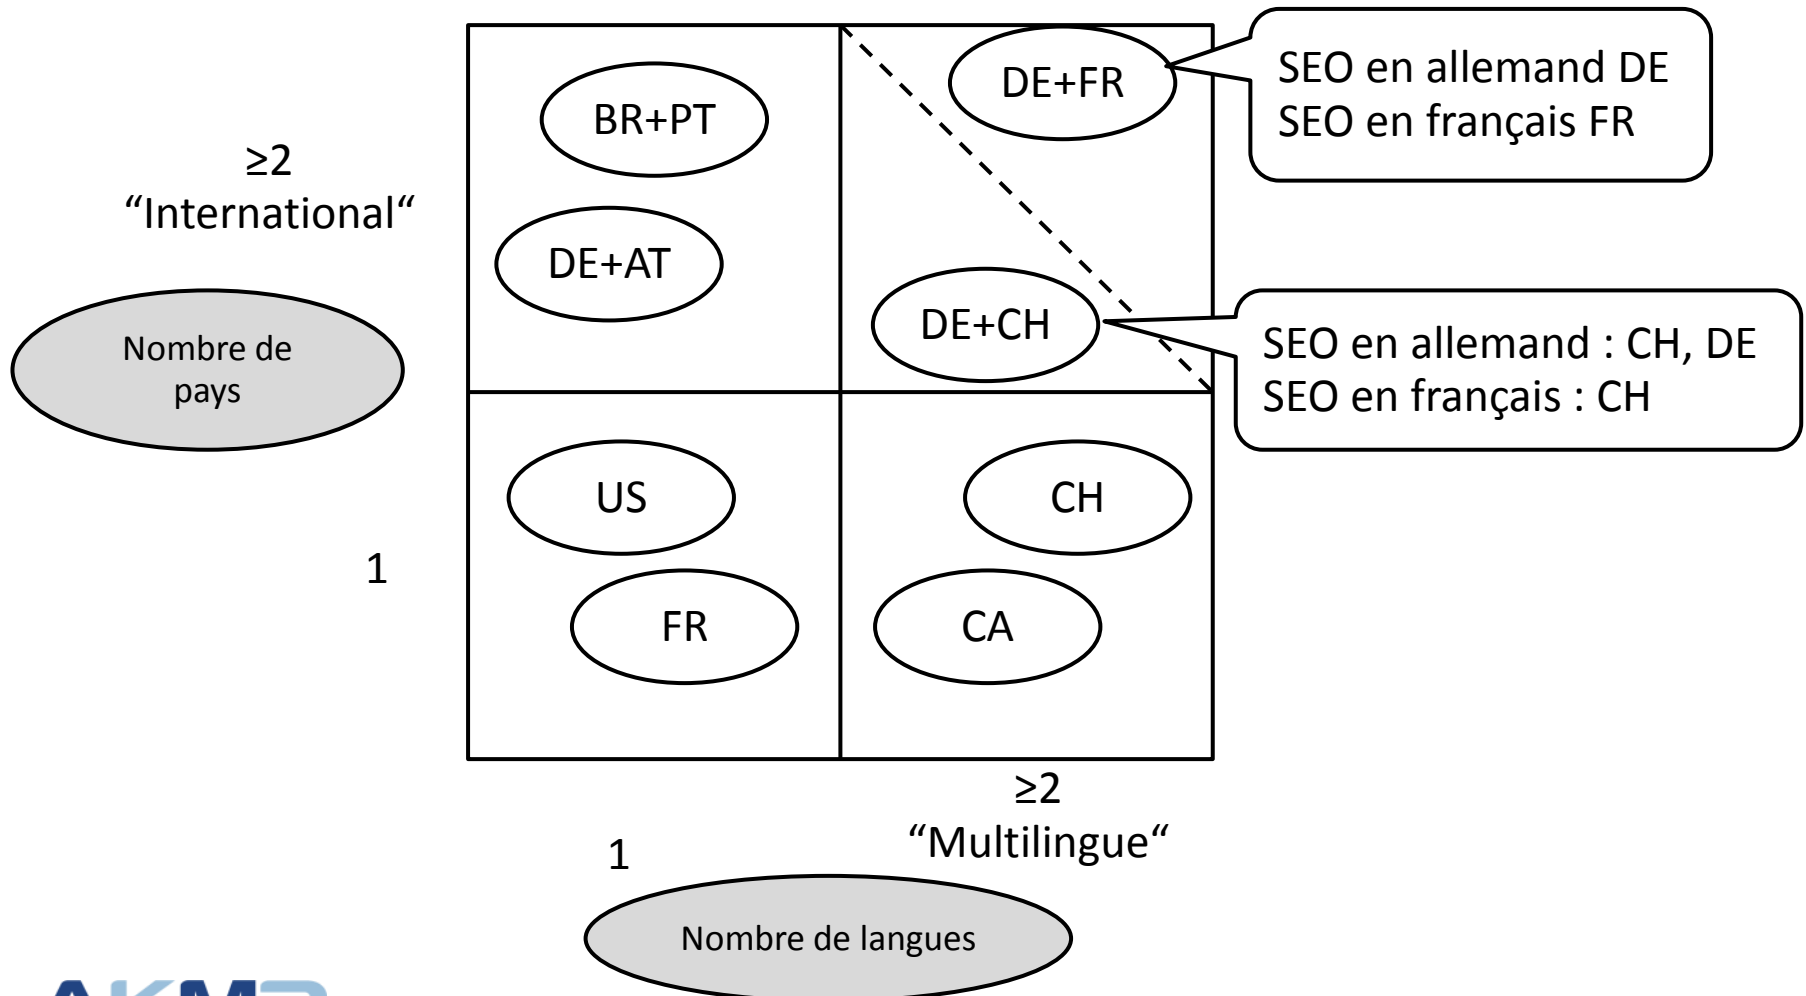 DE+FR
SEO en allemand DE
SEO en français FR
BR+PT
≥2
“International“
DE+AT
DE+CH
SEO en allemand : CH, DE
SEO en français : CH
Nombre de
pays
US
CH
1
FR
CA
≥2
“Multilingue“
1
Nombre de langues